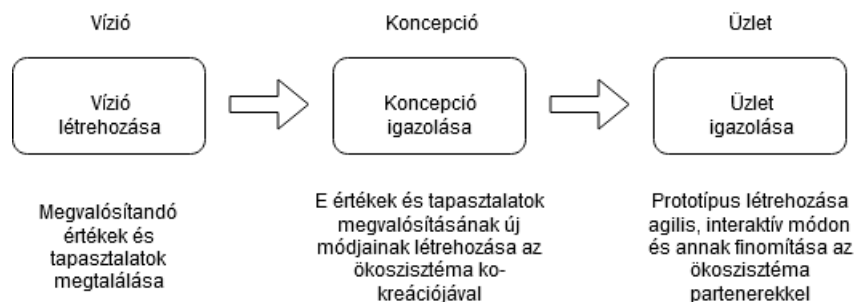 Vízió
Koncepció
Üzlet
Vízió
létrehozása
Koncepció
igazolása
Üzlet
igazolása
Megvalósítandó
értékek és
tapasztalatok
megtalálása
E értékek és tapasztalatok
megvalósításának új
módjainak létrehozása az
ökoszisztéma ko-
kreációjával
Prototípus létrehozása
agilis, interaktív módon
és annak finomítása az
ökoszisztéma
partenerekkel